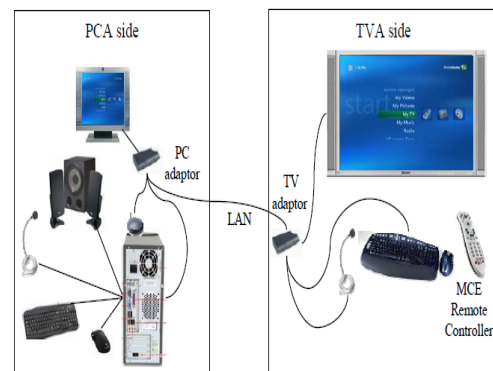 PCA side
TVA side
start
My Videos
My Pictures
My TV
My Music
Radio
PC
adaptor
TV
adaptor
LAN
MCE
Remote
Controller